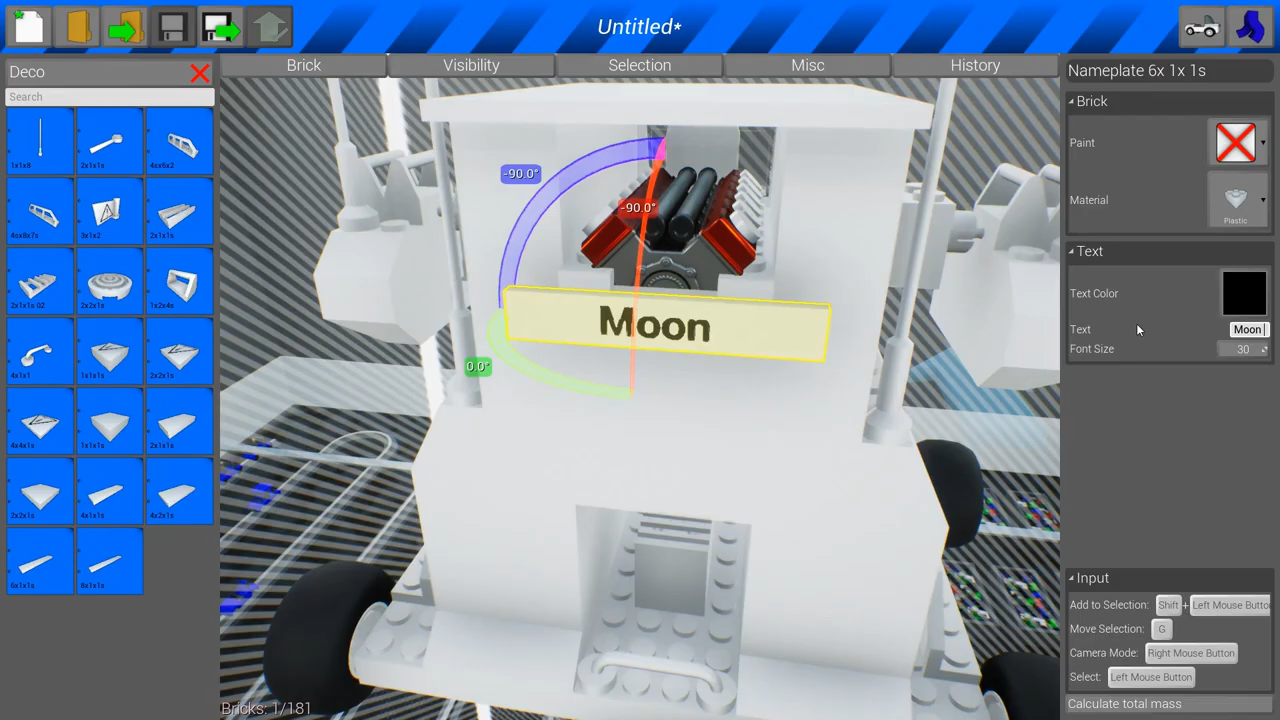 Untitled*
Deco
Search
1x1x8
2x1x1s
4sx6x2
4sx8x7s
3x1x2
2x1x1s
2x1x1s 02
2x2x1s
1x2x4s
4x1x1
1x1x1s
2x1x1s
4x4x1s
1x1x1s
2x1x1s
2x2x1s
4x1x1s
4x2x1s
6x1x1s
8x1x1s
Brick
Visibility
Selection
Misc
History
-90.0°
-90.0°
0.0°
Moon
Bricks: 1/181
Nameplate 6x 1x 1s
Brick
Paint
Material
Plastic
Text
Text Color
Text
Moon
Font Size
30
Input
Add to Selection: Shift + Left Mouse Butto
Move Selection: G
Camera Mode: Right Mouse Button
Select: Left Mouse Button
Calculate total mass